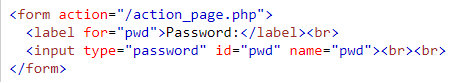 <form action="/action_page.php">
  <label for="pwd">Password:</label><br>
  <input type="password" id="pwd" name="pwd"><br><br>
</form>